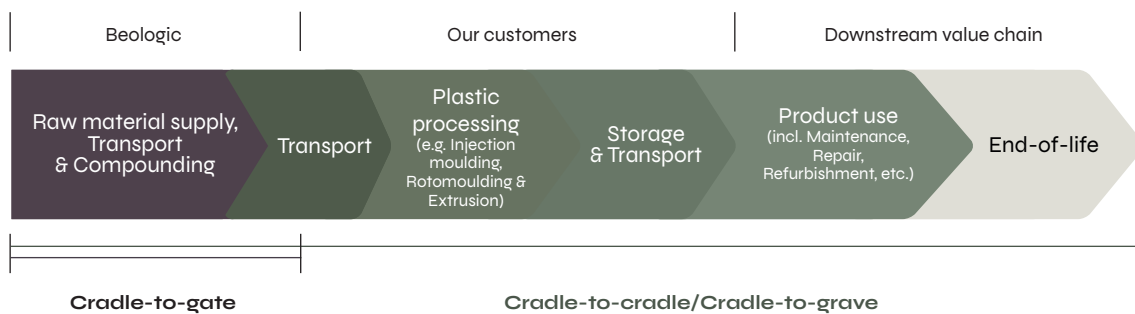 Beologic
Our customers
Downstream value chain
Raw material supply,
Transport
& Compounding
Transport
Plastic
processing
(e.g. Injection
moulding,
Rotomoulding &
Extrusion)
Storage
& Transport
Product use
(incl. Maintenance,
Repair,
Refurbishment, etc.)
End-of-life
Cradle-to-gate
Cradle-to-cradle/Cradle-to-grave